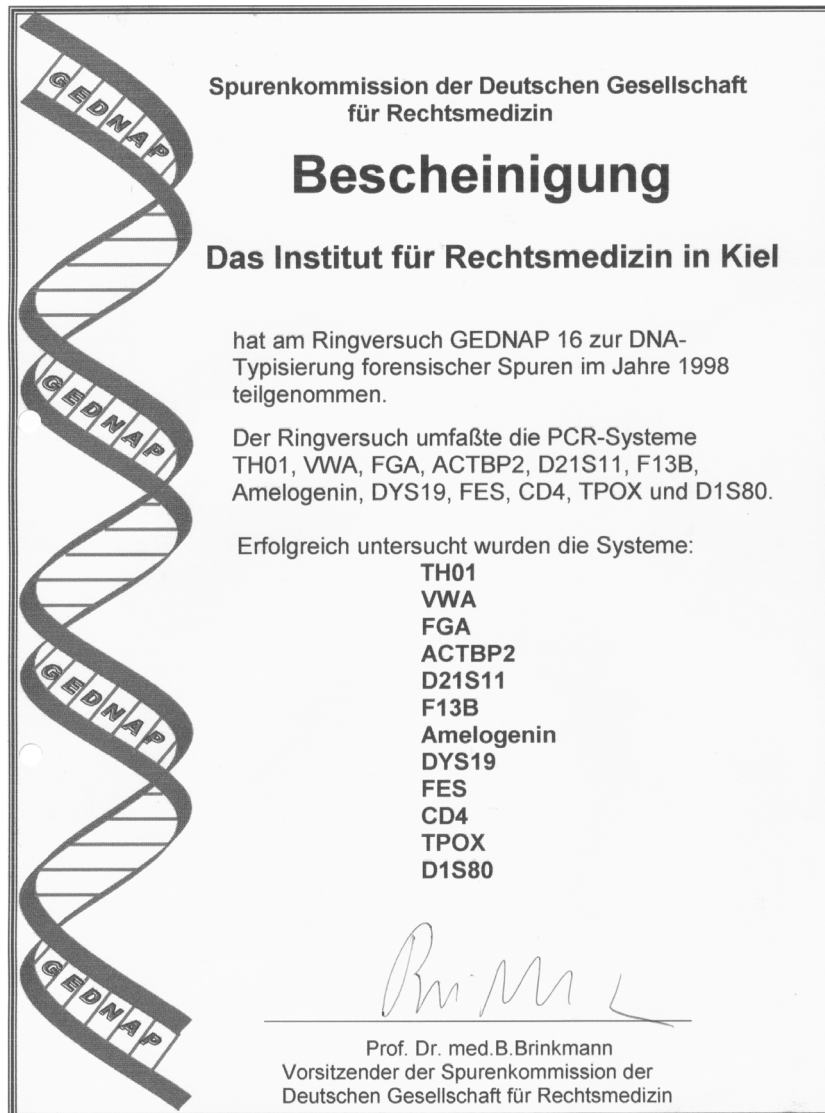 Spurenkommission der Deutschen Gesellschaft
für Rechtsmedizin
Bescheinigung
Das Institut für Rechtsmedizin in Kiel
hat am Ringversuch GEDNAP 16 zur DNA-
Typisierung forensischer Spuren im Jahre 1998
teilgenommen.
Der Ringversuch umfaßte die PCR-Systeme
TH01, VWA, FGA, ACTBP2, D21S11, F13B,
Amelogenin, DYS19, FES, CD4, TPOX und D1S80.
Erfolgreich untersucht wurden die Systeme:
TH01
VWA
FGA
ACTBP2
D21S11
F13B
Amelogenin
DYS19
FES
CD4
TPOX
D1S80
Prof. Dr. med.B.Brinkmann
Vorsitzender der Spurenkommission der
Deutschen Gesellschaft für Rechtsmedizin
GEDNAP
GEDNAP
GEDNAP
GEDNAP